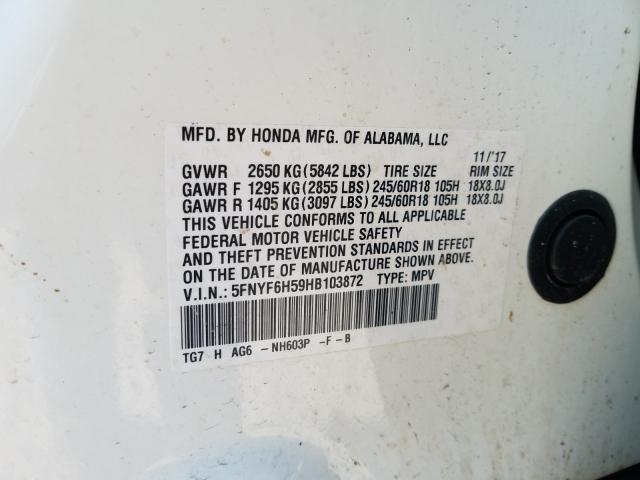 MFD. BY HONDA MFG. OF ALABAMA, LLC
11/'17
GVWR 2650 KG (5842 LBS) TIRE SIZE RIM SIZE
GAWR F 1295 KG (2855 LBS) 245/60R18 105H 18X8.0J
GAWR R 1405 KG (3097 LBS) 245/60R18 105H 18X8.0J
THIS VEHICLE CONFORMS TO ALL APPLICABLE
FEDERAL MOTOR VEHICLE SAFETY
AND THEFT PREVENTION STANDARDS IN EFFECT
ON THE DATE OF MANUFACTURE SHOWN ABOVE.
V.I.N.: 5FNYF6H59HB103872 TYPE: MPV
TG7 H AG6 -NH603P -F-B